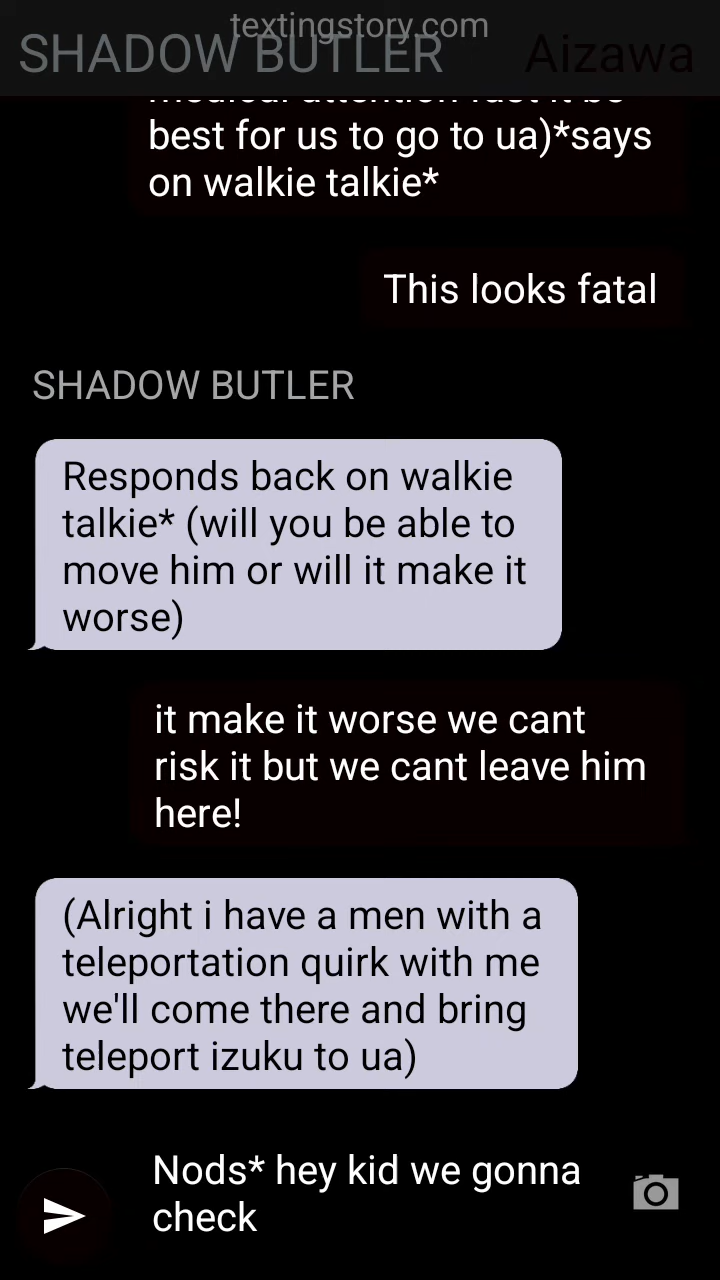 textingstory.com
SHADOW BUTLER Aizawa
best for us to go to ua)*says
on walkie talkie*
This looks fatal
SHADOW BUTLER
Responds back on walkie
talkie* (will you be able to
move him or will it make it
worse)
it make it worse we cant
risk it but we cant leave him
here!
(Alright i have a men with a
teleportation quirk with me
we'll come there and bring
teleport izuku to ua)
Nods* hey kid we gonna
check